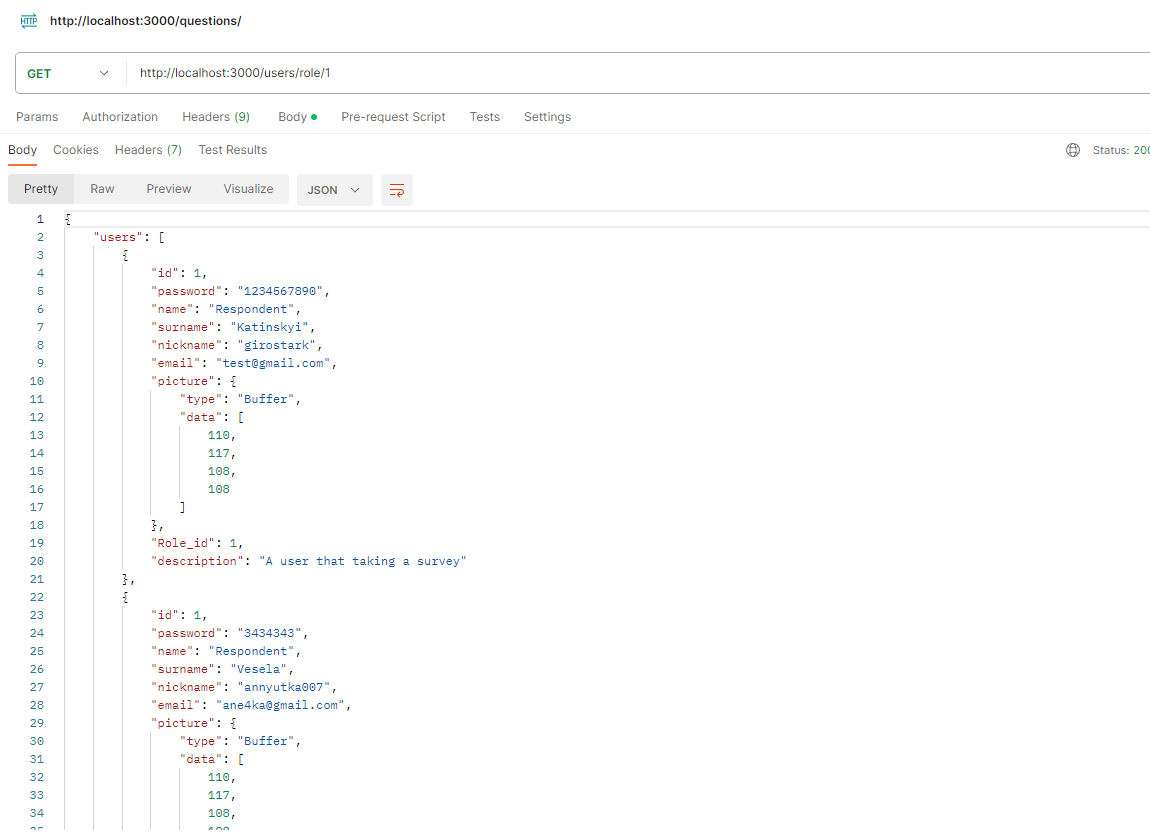 HTTP http://localhost:3000/questions/
GET http://localhost:3000/users/role/1
Params Authorization Headers (9) Body Pre-request Script Tests Settings
Body Cookies Headers (7) Test Results Status: 200
Pretty Raw Preview Visualize JSON
1 {
2 "users": [
3 {
4 "id": 1,
5 "password": "1234567890",
6 "name": "Respondent",
7 "surname": "Katinskyi",
8 "nickname": "girostark",
9 "email": "test@gmail.com",
10 "picture": {
11 "type": "Buffer",
12 "data": [
13 110,
14 117,
15 108,
16 108
17 ]
18 },
19 "Role_id": 1,
20 "description": "A user that taking a survey"
21 },
22 {
23 "id": 1,
24 "password": "3434343",
25 "name": "Respondent",
26 "surname": "Vesela",
27 "nickname": "annyutka007",
28 "email": "ane4ka@gmail.com",
29 "picture": {
30 "type": "Buffer",
31 "data": [
32 110,
33 117,
34 108,
35 108